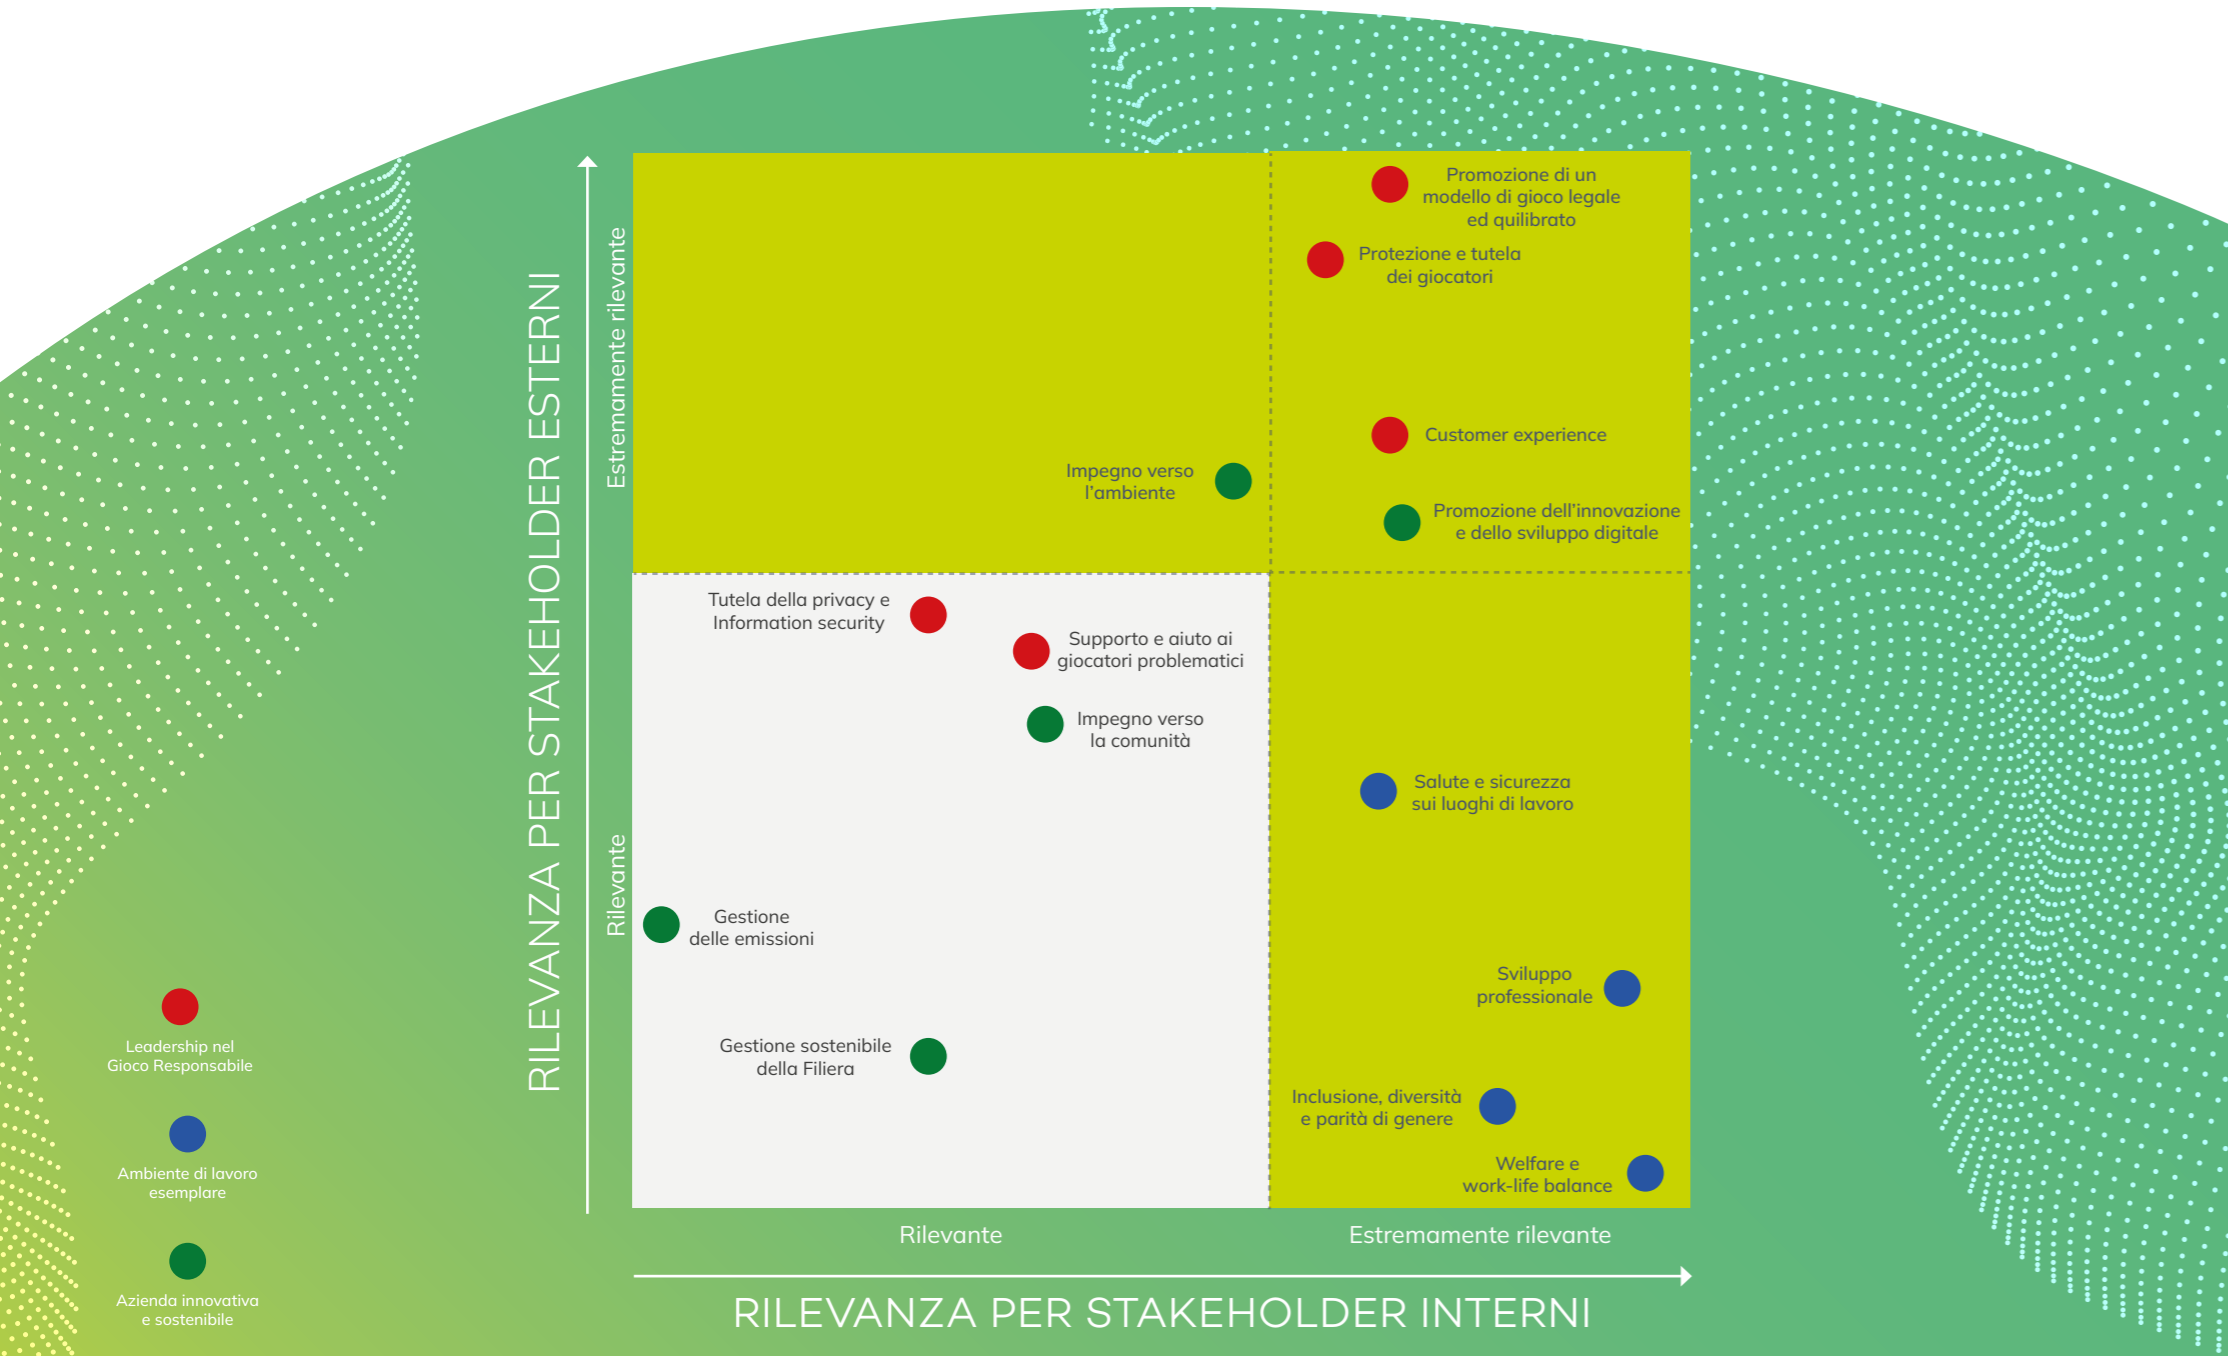 RILEVANZA PER STAKEHOLDER ESTERNI
Estremamente rilevante
Rilevante
Promozione di un
modello di gioco legale
ed quilibrato
Protezione e tutela
dei giocatori
Customer experience
Impegno verso
l’ambiente
Promozione dell’innovazione
e dello sviluppo digitale
Tutela della privacy e
Information security
Supporto e aiuto ai
giocatori problematici
Impegno verso
la comunità
Salute e sicurezza
sui luoghi di lavoro
Gestione
delle emissioni
Sviluppo
professionale
Gestione sostenibile
della Filiera
Inclusione, diversità
e parità di genere
Welfare e
work-life balance
Rilevante
Estremamente rilevante
RILEVANZA PER STAKEHOLDER INTERNI
Leadership nel
Gioco Responsabile
Ambiente di lavoro
esemplare
Azienda innovativa
e sostenibile